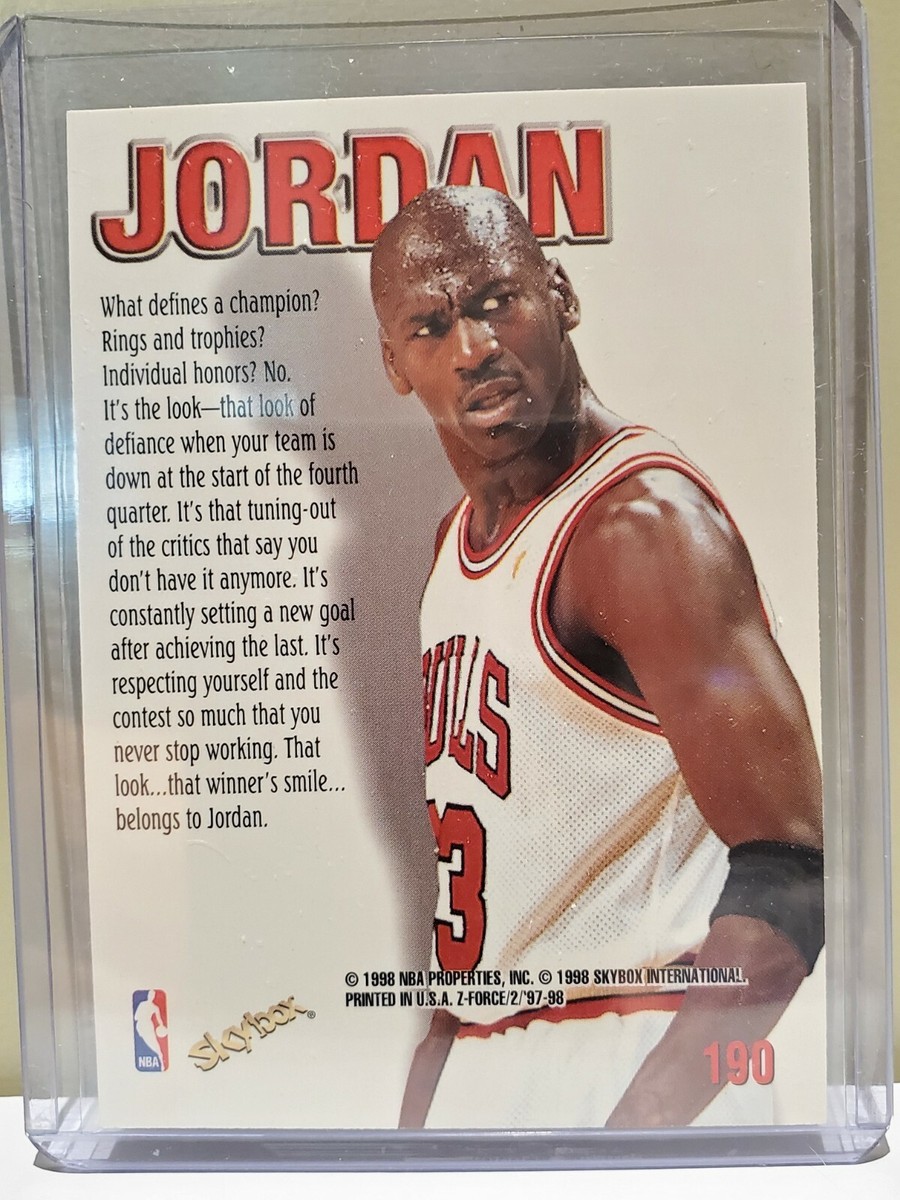 JORDAN
What defines a champion?
Rings and trophies?
Individual honors? No.
It's the look—that look of
defiance when your team is
down at the start of the fourth
quarter. It's that tuning-out
of the critics that say you
don't have it anymore. It's
constantly setting a new goal
after achieving the last. It's
respecting yourself and the
contest so much that you
never stop working. That
look...that winner's smile...
belongs to Jordan.
ULLS
3
© 1998 NBA PROPERTIES, INC. © 1998 SKYBOX INTERNATIONAL.
PRINTED IN U.S.A. Z-FORCE/2/'97-98
NBA
SkyBox®
190